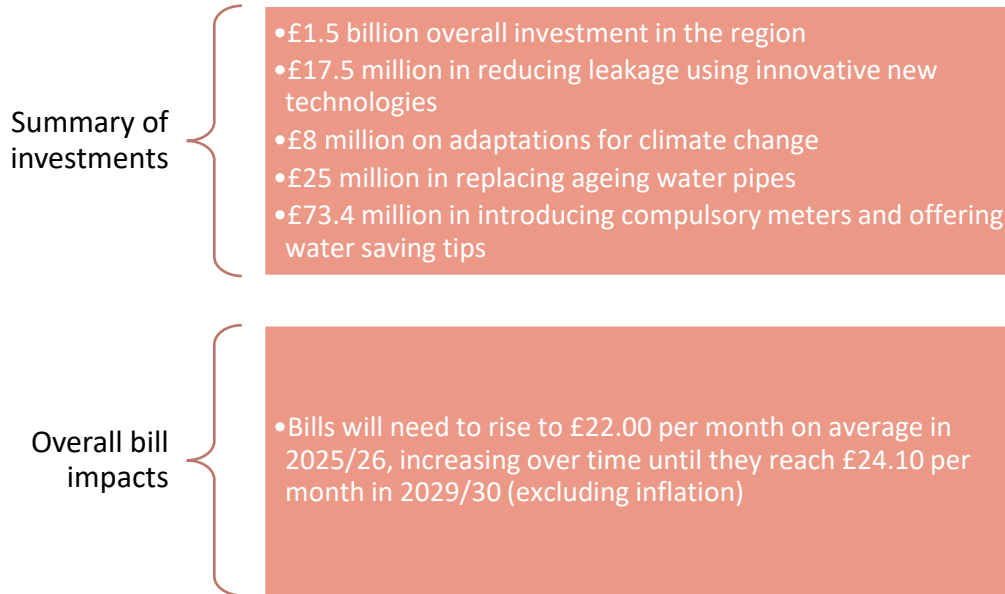 Summary of
investments
•£1.5 billion overall investment in the region
•£17.5 million in reducing leakage using innovative new
technologies
•£8 million on adaptations for climate change
•£25 million in replacing ageing water pipes
•£73.4 million in introducing compulsory meters and offering
water saving tips
Overall bill
impacts
•Bills will need to rise to £22.00 per month on average in
2025/26, increasing over time until they reach £24.10 per
month in 2029/30 (excluding inflation)